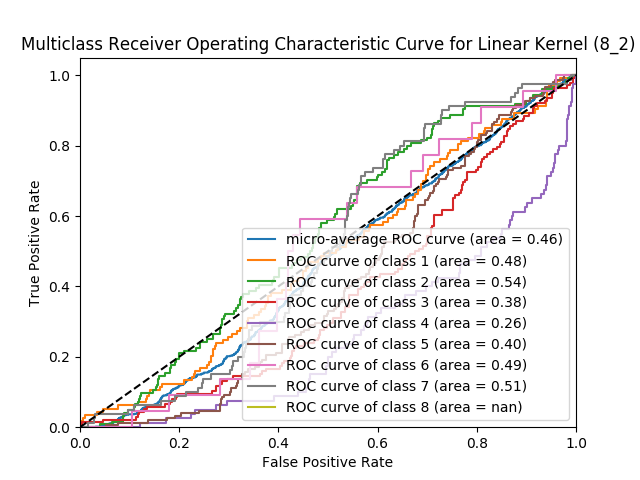 Multiclass Receiver Operating Characteristic Curve for Linear Kernel (8_2)
1.0
0.8
0.6
0.4
0.2
0.0
True Positive Rate
micro-average ROC curve (area = 0.46)
ROC curve of class 1 (area = 0.48)
ROC curve of class 2 (area = 0.54)
ROC curve of class 3 (area = 0.38)
ROC curve of class 4 (area = 0.26)
ROC curve of class 5 (area = 0.40)
ROC curve of class 6 (area = 0.49)
ROC curve of class 7 (area = 0.51)
ROC curve of class 8 (area = nan)
0.0 0.2 0.4 0.6 0.8 1.0
False Positive Rate